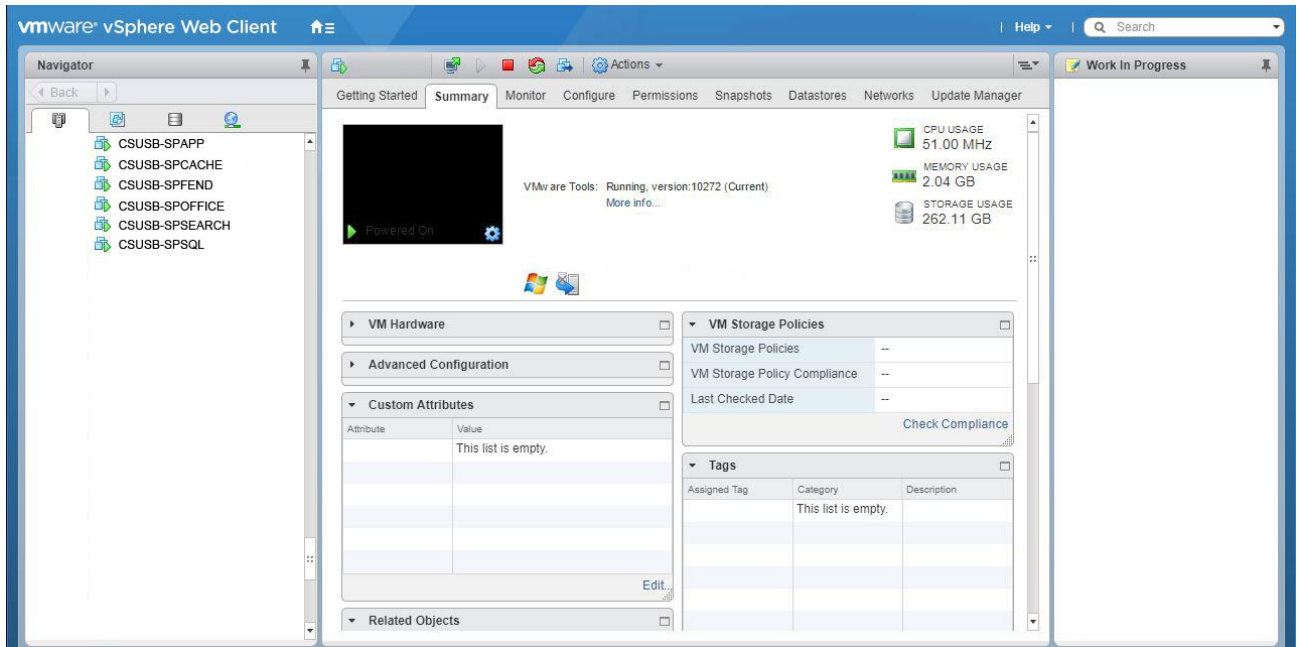 vmware® vSphere Web Client
Help
Search
Navigator
Back
CSUSB-SPAPP
CSUSB-SPCACHE
CSUSB-SPFEND
CSUSB-SPOFFICE
CSUSB-SPSEARCH
CSUSB-SPSQL
Actions
Getting Started Summary Monitor Configure Permissions Snapshots Datastores Networks Update Manager
Powered On
VMware Tools: Running, version:10272 (Current)
More info...
CPU USAGE
51.00 MHz
MEMORY USAGE
2.04 GB
STORAGE USAGE
262.11 GB
VM Hardware
Advanced Configuration
Custom Attributes
Attribute Value
This list is empty.
Edit...
Related Objects
VM Storage Policies
VM Storage Policies --
VM Storage Policy Compliance --
Last Checked Date --
Check Compliance
Tags
Assigned Tag Category Description
This list is empty.
Work In Progress